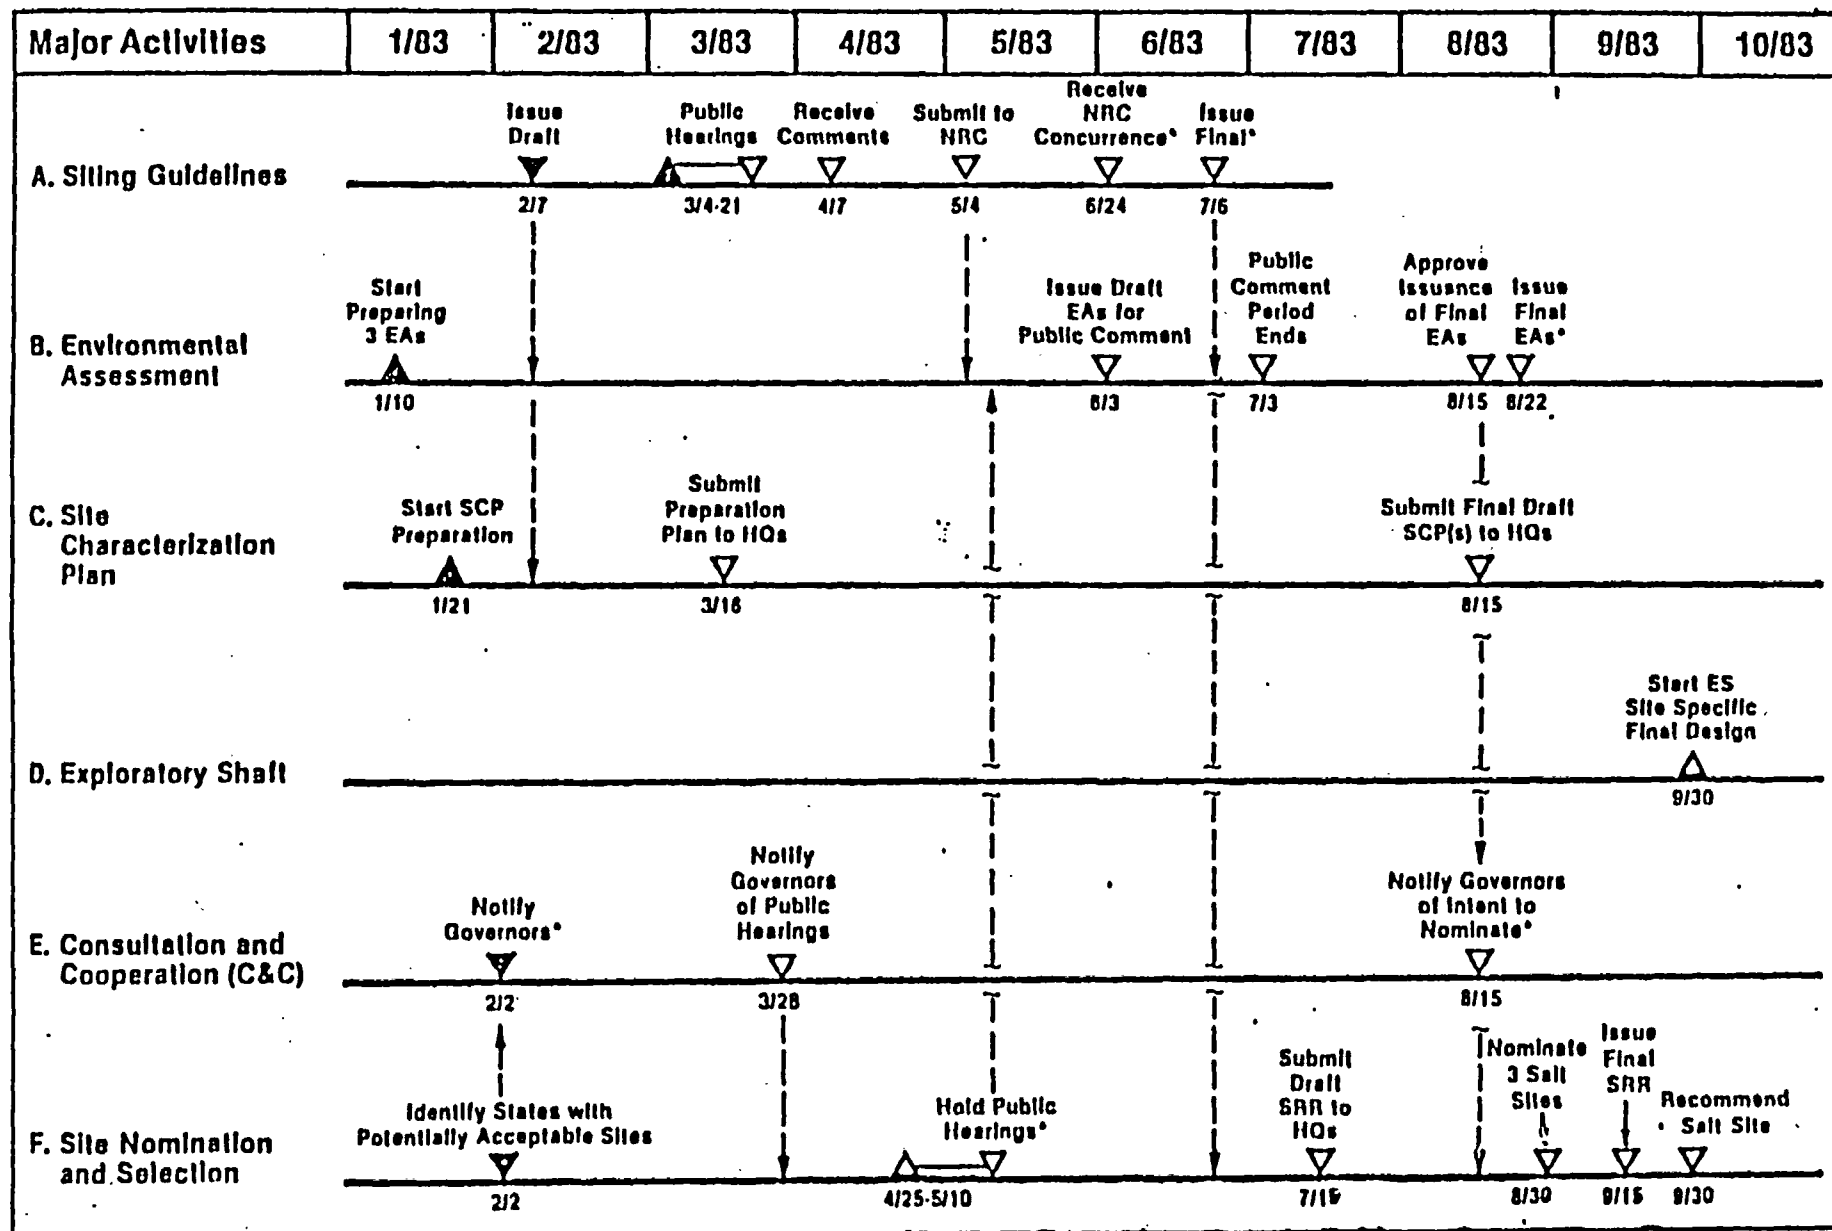 Major Activities 1/83 2/83 3/83 4/83 5/83 6/83 7/83 8/83 9/83 10/83
A. Siting Guidelines
Issue
Draft
2/7
Public
Hearings
3/4-21
Receive
Comments
4/7
Submit to
NRC
5/4
Receive
NRC
Concurrence*
6/24
Issue
Final*
7/6
B. Environmental
Assessment
Start
Preparing
3 EAs
1/10
Issue Draft
EAs for
Public Comment
6/3
Public
Comment
Period
Ends
7/3
Approve
Issuance
of Final
EAs
8/15
Issue
Final
EAs*
8/22
C. Site
Characterization
Plan
Start SCP
Preparation
1/21
Submit
Preparation
Plan to HQs
3/16
Submit Final Draft
SCP(s) to HQs
8/15
D. Exploratory Shaft
Start ES
Site Specific
Final Design
9/30
E. Consultation and
Cooperation (C&C)
Notify
Governors*
2/2
Notify
Governors
of Public
Hearings
3/28
Notify Governors
of Intent to
Nominate*
8/15
F. Site Nomination
and Selection
Identify States with
Potentially Acceptable Sites
2/2
Hold Public
Hearings*
4/25-5/10
Submit
Draft
SRR to
HQs
7/15
Nominate
3 Salt
Sites
8/30
Issue
Final
SRR
9/15
Recommend
Salt Site
9/30